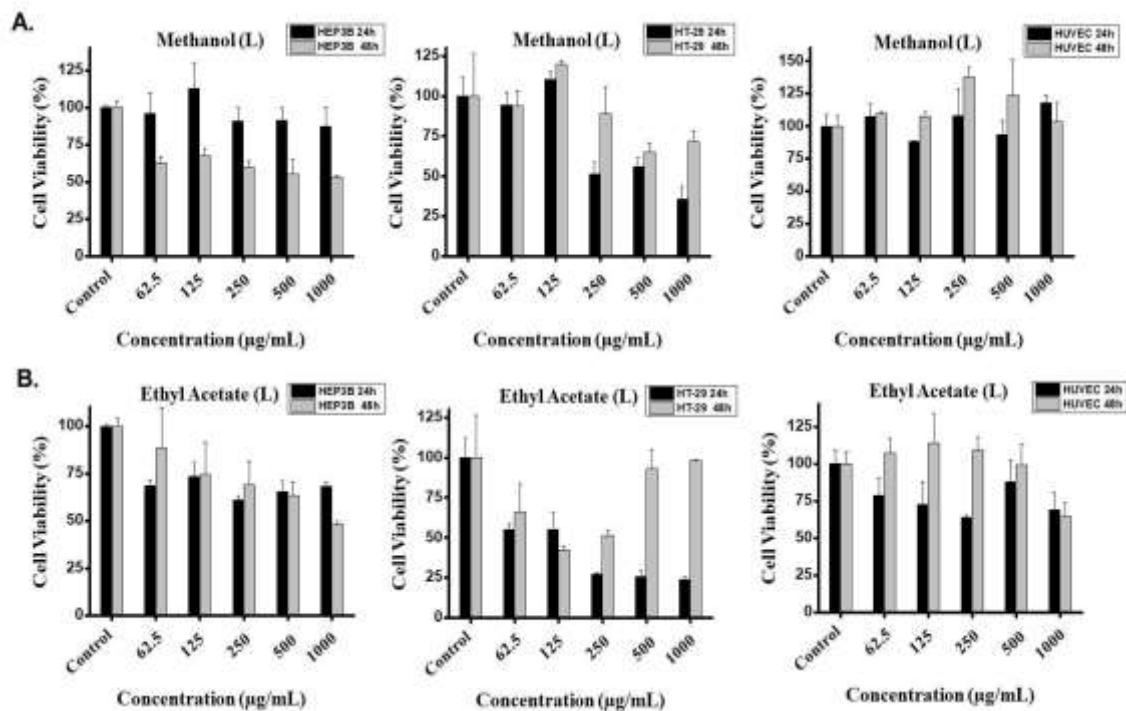 A.
Methanol (L)
HEP3B 24h
HEP3B 48h
Cell Viability (%)
125
100
75
50
25
0
Control
62.5
125
250
500
1000
Concentration (µg/mL)
Methanol (L)
HT-29 24h
HT-29 48h
Cell Viability (%)
125
100
75
50
25
0
Control
62.5
125
250
500
1000
Concentration (µg/mL)
Methanol (L)
HUVEC 24h
HUVEC 48h
Cell Viability (%)
150
125
100
75
50
25
0
Control
62.5
125
250
500
1000
Concentration (µg/mL)
B.
Ethyl Acetate (L)
HEP3B 24h
HEP3B 48h
Cell Viability (%)
100
75
50
25
0
Control
62.5
125
250
500
1000
Concentration (µg/mL)
Ethyl Acetate (L)
HT-29 24h
HT-29 48h
Cell Viability (%)
125
100
75
50
25
0
Control
62.5
125
250
500
1000
Concentration (µg/mL)
Ethyl Acetate (L)
HUVEC 24h
HUVEC 48h
Cell Viability (%)
125
100
75
50
25
0
Control
62.5
125
250
500
1000
Concentration (µg/mL)